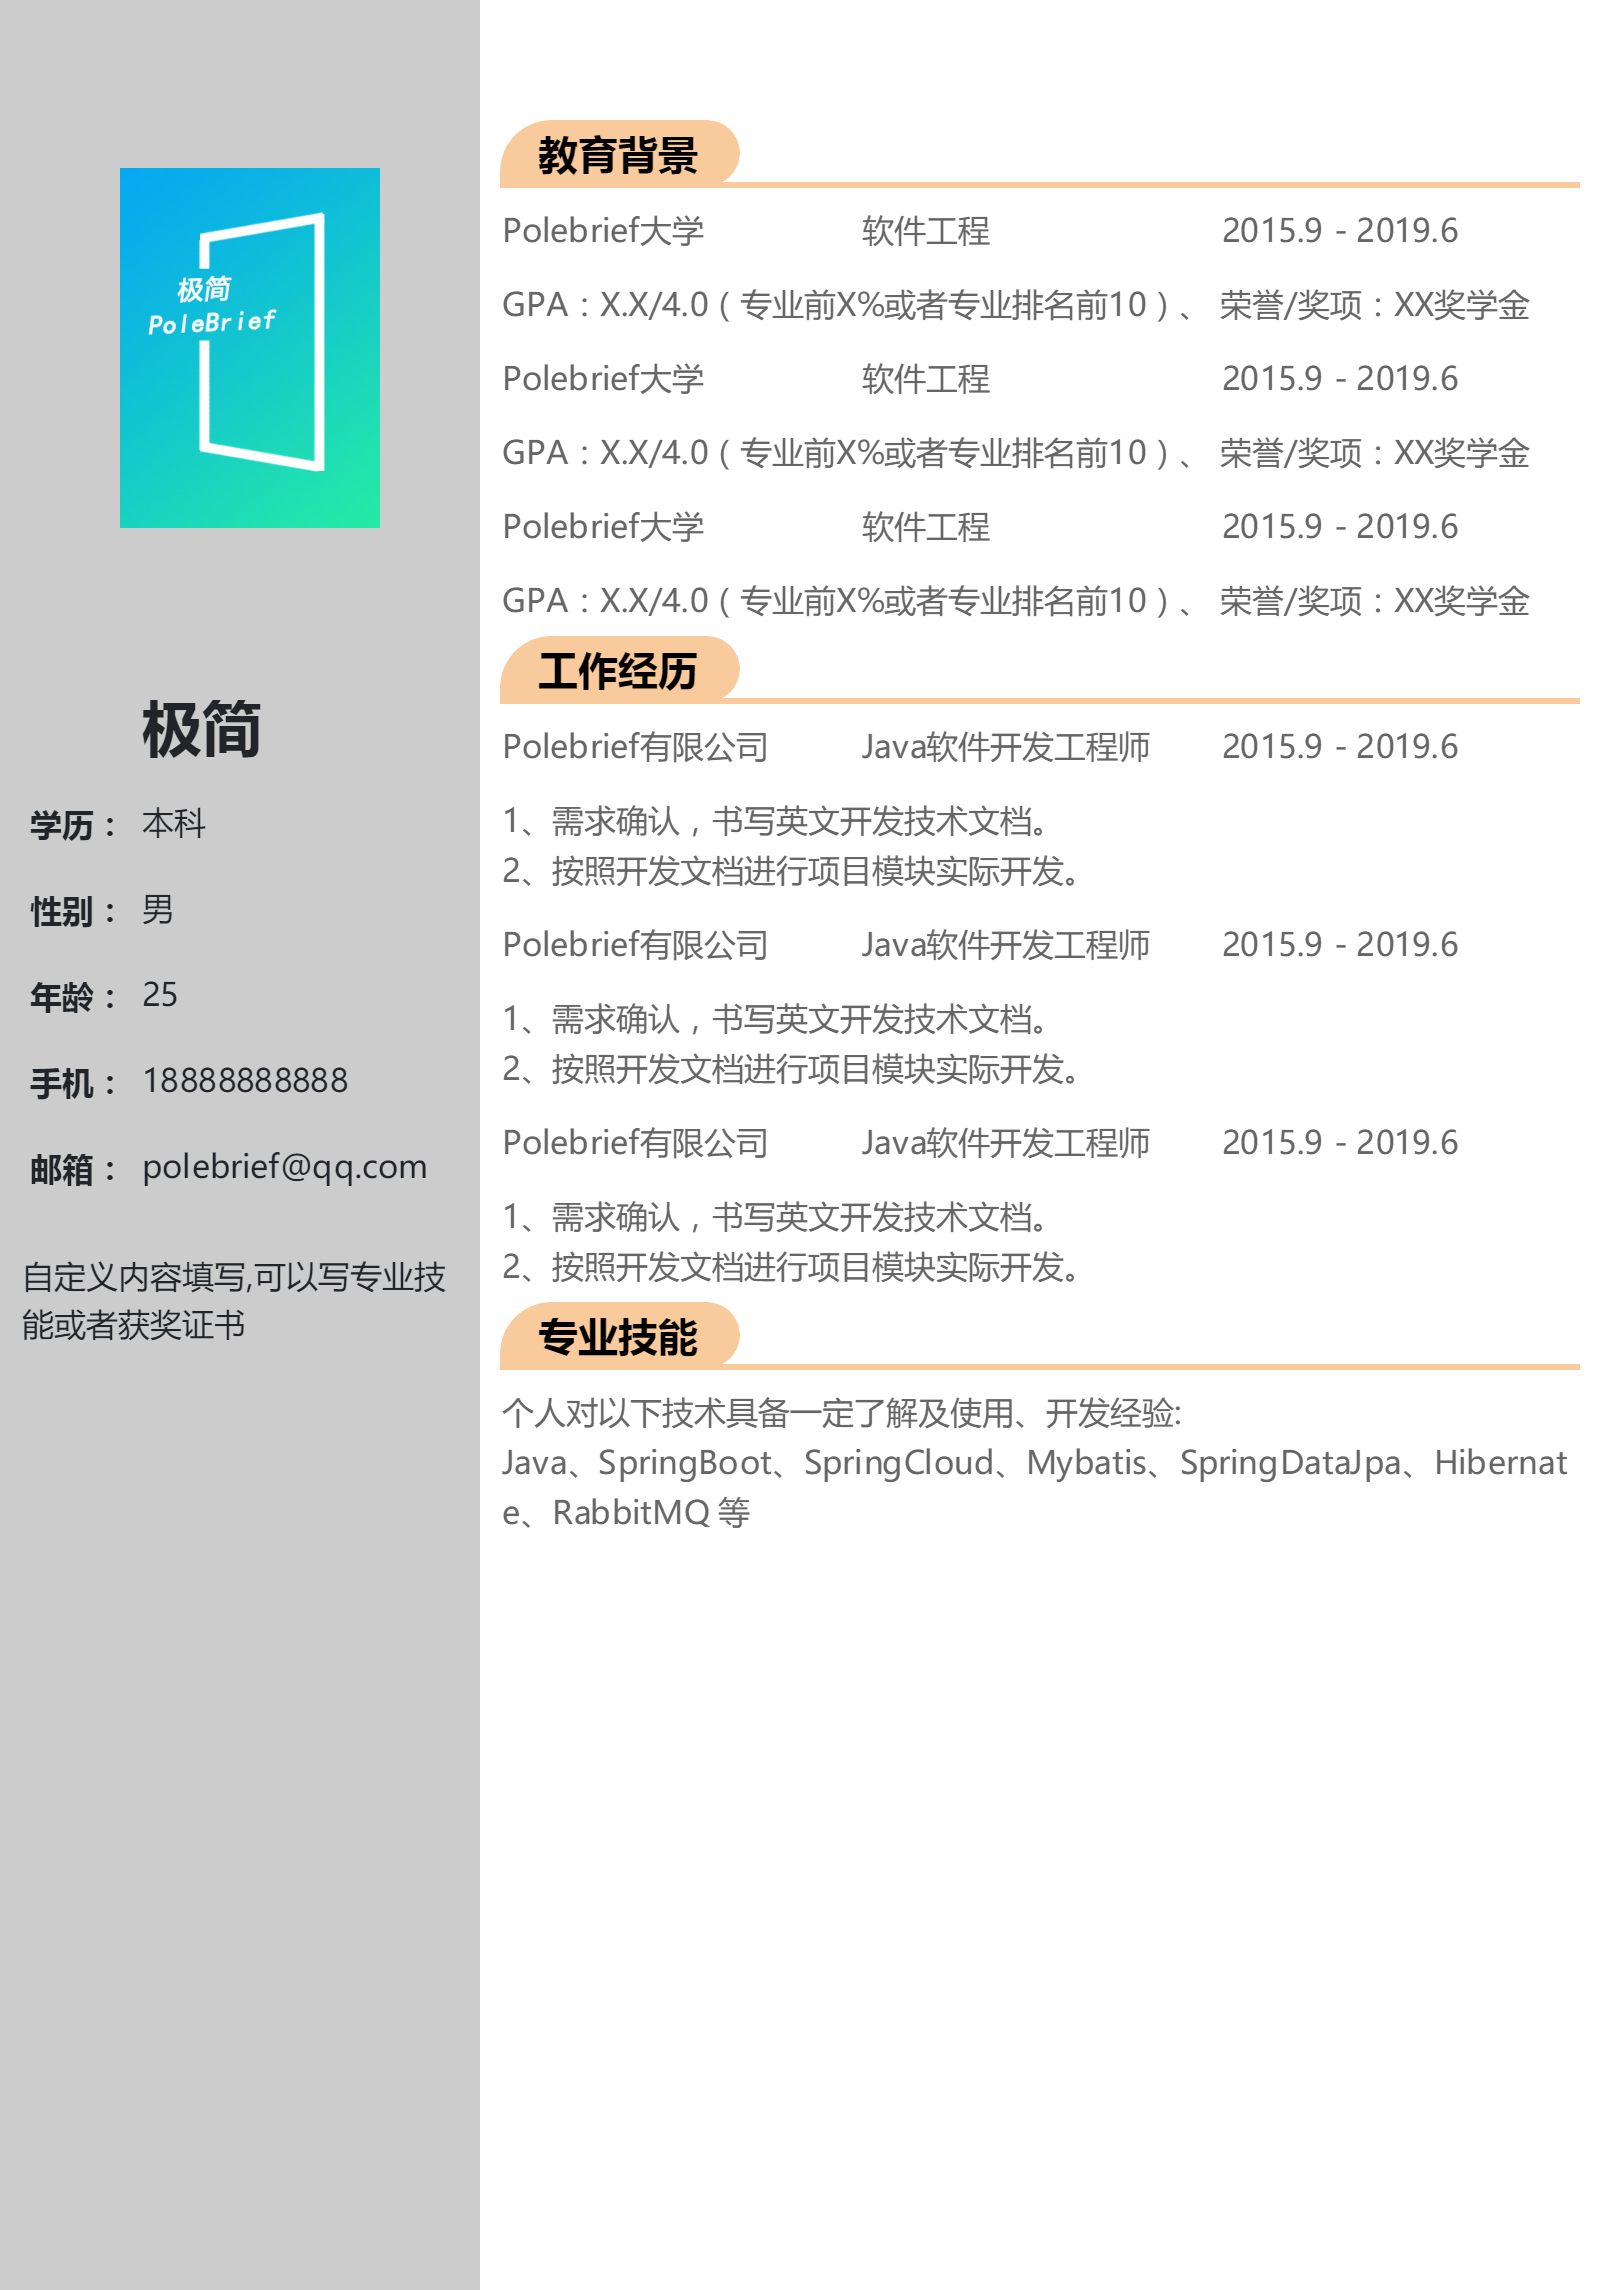 极简
PoleBrief
极简
学历： 本科
性别： 男
年龄： 25
手机： 18888888888
邮箱： polebrief@qq.com
自定义内容填写,可以写专业技
能或者获奖证书
教育背景
Polebrief大学 软件工程 2015.9 - 2019.6
GPA：X.X/4.0（专业前X%或者专业排名前10）、 荣誉/奖项：XX奖学金
Polebrief大学 软件工程 2015.9 - 2019.6
GPA：X.X/4.0（专业前X%或者专业排名前10）、 荣誉/奖项：XX奖学金
Polebrief大学 软件工程 2015.9 - 2019.6
GPA：X.X/4.0（专业前X%或者专业排名前10）、 荣誉/奖项：XX奖学金
工作经历
Polebrief有限公司 Java软件开发工程师 2015.9 - 2019.6
1、需求确认，书写英文开发技术文档。
2、按照开发文档进行项目模块实际开发。
Polebrief有限公司 Java软件开发工程师 2015.9 - 2019.6
1、需求确认，书写英文开发技术文档。
2、按照开发文档进行项目模块实际开发。
Polebrief有限公司 Java软件开发工程师 2015.9 - 2019.6
1、需求确认，书写英文开发技术文档。
2、按照开发文档进行项目模块实际开发。
专业技能
个人对以下技术具备一定了解及使用、开发经验:
Java、SpringBoot、SpringCloud、Mybatis、SpringDataJpa、Hibernat
e、RabbitMQ 等